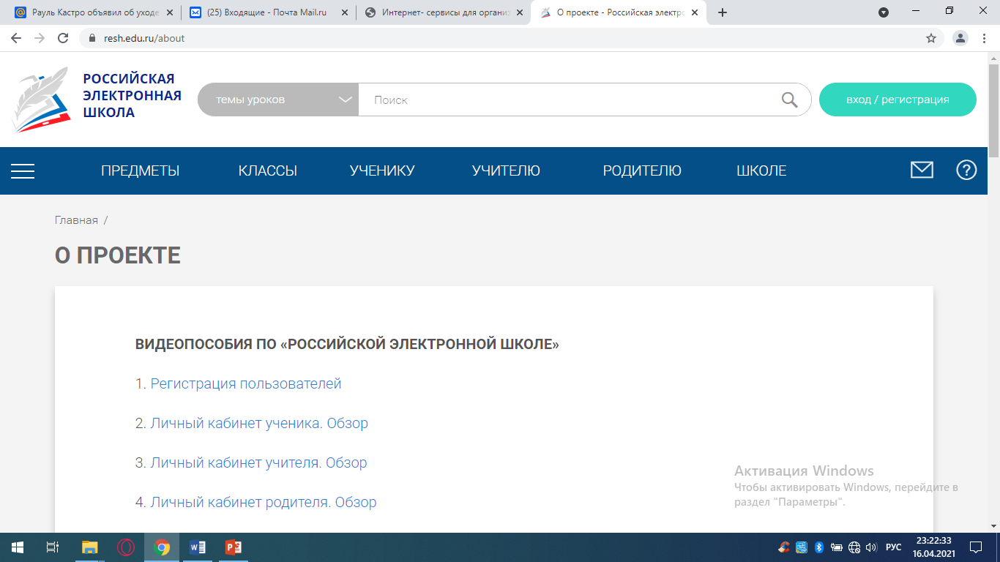 Рауль Кастро объявил об уходе
(25) Входящие - Почта Mail.ru
Интернет- сервисы для органи
О проекте - Российская электро
resh.edu.ru/about
РОССИЙСКАЯ
ЭЛЕКТРОННАЯ
ШКОЛА
темы уроков
Поиск
вход / регистрация
ПРЕДМЕТЫ
КЛАССЫ
УЧЕНИКУ
УЧИТЕЛЮ
РОДИТЕЛЮ
ШКОЛЕ
Главная /
О ПРОЕКТЕ
ВИДЕОПОСОБИЯ ПО «РОССИЙСКОЙ ЭЛЕКТРОННОЙ ШКОЛЕ»
1. Регистрация пользователей
2. Личный кабинет ученика. Обзор
3. Личный кабинет учителя. Обзор
4. Личный кабинет родителя. Обзор
Активация Windows
Чтобы активировать Windows, перейдите в
раздел "Параметры".
РУС
23:22:33
16.04.2021